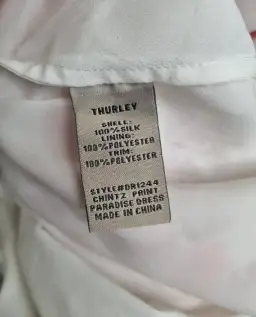 THURLEY
SHELL:
100%SILK
LINING:
100%POLYESTER
TRIM:
100%POLYESTER
STYLE#DR1244
CHINTZ PRINT
PARADISE DRESS
MADE IN CHINA